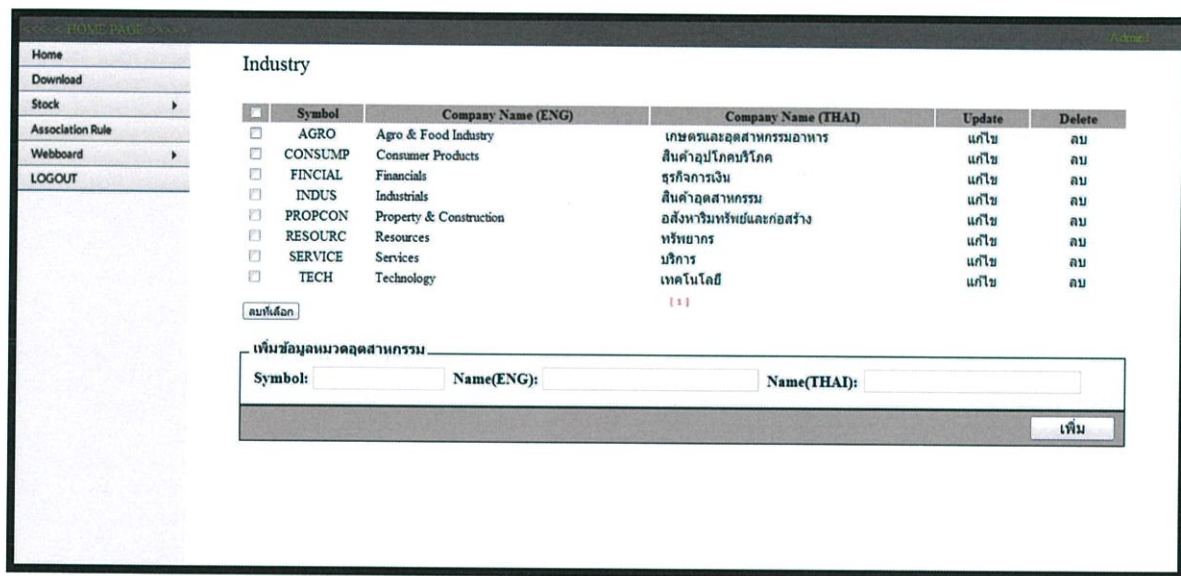 <<<< HOME PAGE >>>>
Admin1
Home
Download
Stock
Association Rule
Webboard
LOGOUT
Industry
Symbol Company Name (ENG) Company Name (THAI) Update Delete
AGRO Agro & Food Industry เกษตรและอุตสาหกรรมอาหาร แก้ไข ลบ
CONSUMP Consumer Products สินค้าอุปโภคบริโภค แก้ไข ลบ
FINCIAL Financials ธุรกิจการเงิน แก้ไข ลบ
INDUS Industrials สินค้าอุตสาหกรรม แก้ไข ลบ
PROPCON Property & Construction อสังหาริมทรัพย์และก่อสร้าง แก้ไข ลบ
RESOURC Resources ทรัพยากร แก้ไข ลบ
SERVICE Services บริการ แก้ไข ลบ
TECH Technology เทคโนโลยี แก้ไข ลบ
[ 1 ]
ลบที่เลือก
เพิ่มข้อมูลหมวดอุตสาหกรรม
Symbol: Name(ENG): Name(THAI):
เพิ่ม